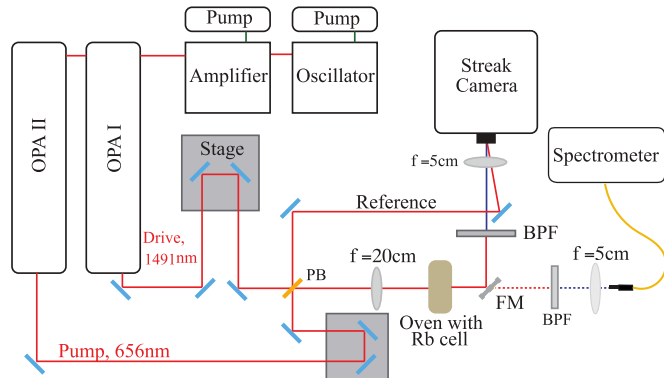 Pump
Pump
Amplifier
Oscillator
Streak
Camera
OPA II
OPA I
Stage
f =5cm
Spectrometer
Reference
Drive,
1491nm
BPF
PB
f =20cm
f =5cm
FM
BPF
Oven with
Rb cell
Pump, 656nm